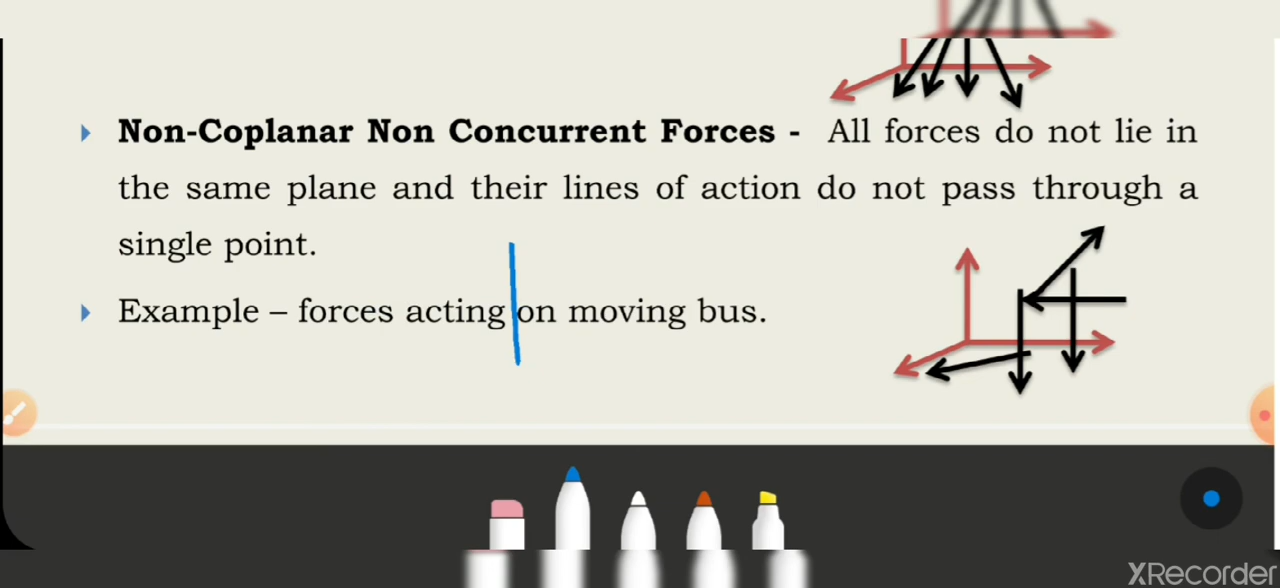 Non-Coplanar Non Concurrent Forces - All forces do not lie in
the same plane and their lines of action do not pass through a
single point.
Example – forces acting on moving bus.
XRecorder